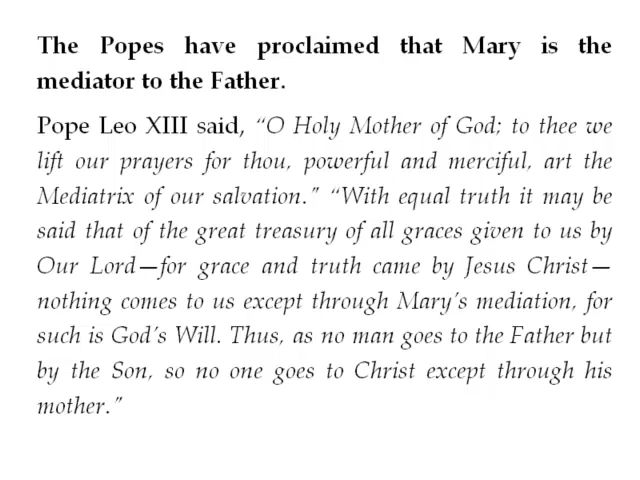 The Popes have proclaimed that Mary is the
mediator to the Father.
Pope Leo XIII said, “O Holy Mother of God; to thee we
lift our prayers for thou, powerful and merciful, art the
Mediatrix of our salvation.” “With equal truth it may be
said that of the great treasury of all graces given to us by
Our Lord—for grace and truth came by Jesus Christ—
nothing comes to us except through Mary’s mediation, for
such is God’s Will. Thus, as no man goes to the Father but
by the Son, so no one goes to Christ except through his
mother.”